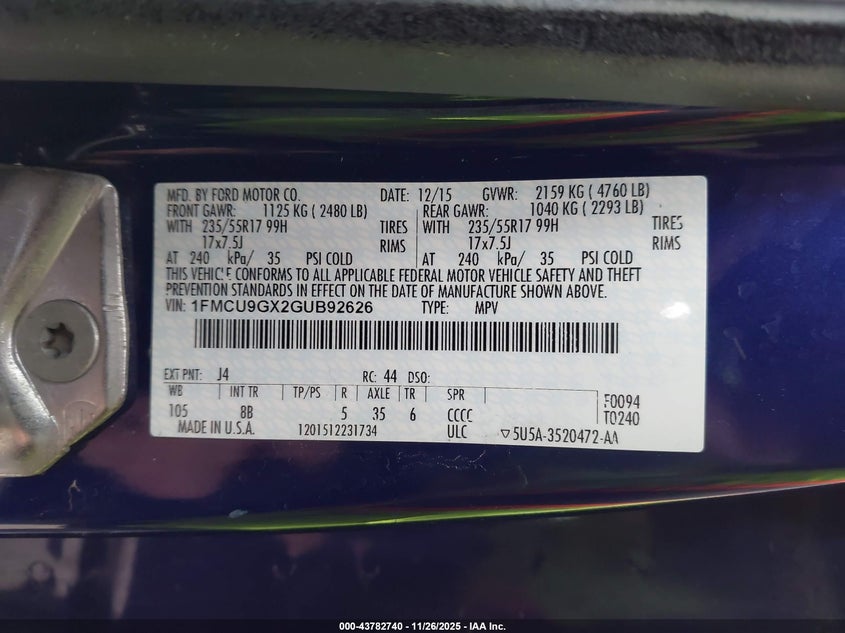 MFD. BY FORD MOTOR CO. DATE: 12/15 GVWR: 2159 KG ( 4760 LB)
FRONT GAWR: 1125 KG ( 2480 LB) REAR GAWR: 1040 KG ( 2293 LB)
WITH 235/55R17 99H TIRES WITH 235/55R17 99H TIRES
17x7.5J RIMS 17x7.5J RIMS
AT 240 kPa/ 35 PSI COLD AT 240 kPa/ 35 PSI COLD
THIS VEHICLE CONFORMS TO ALL APPLICABLE FEDERAL MOTOR VEHICLE SAFETY AND THEFT
PREVENTION STANDARDS IN EFFECT ON THE DATE OF MANUFACTURE SHOWN ABOVE.
VIN: 1FMCU9GX2GUB92626 TYPE: MPV
EXT PNT: J4 RC: 44 DSO:
WB INT TR TP/PS R AXLE TR SPR F0094
105 8B 5 35 6 CCCC T0240
MADE IN U.S.A. 1201512231734 ULC ▽5U5A-3520472-AA
000-43782740 - 11/26/2025 - IAA Inc.